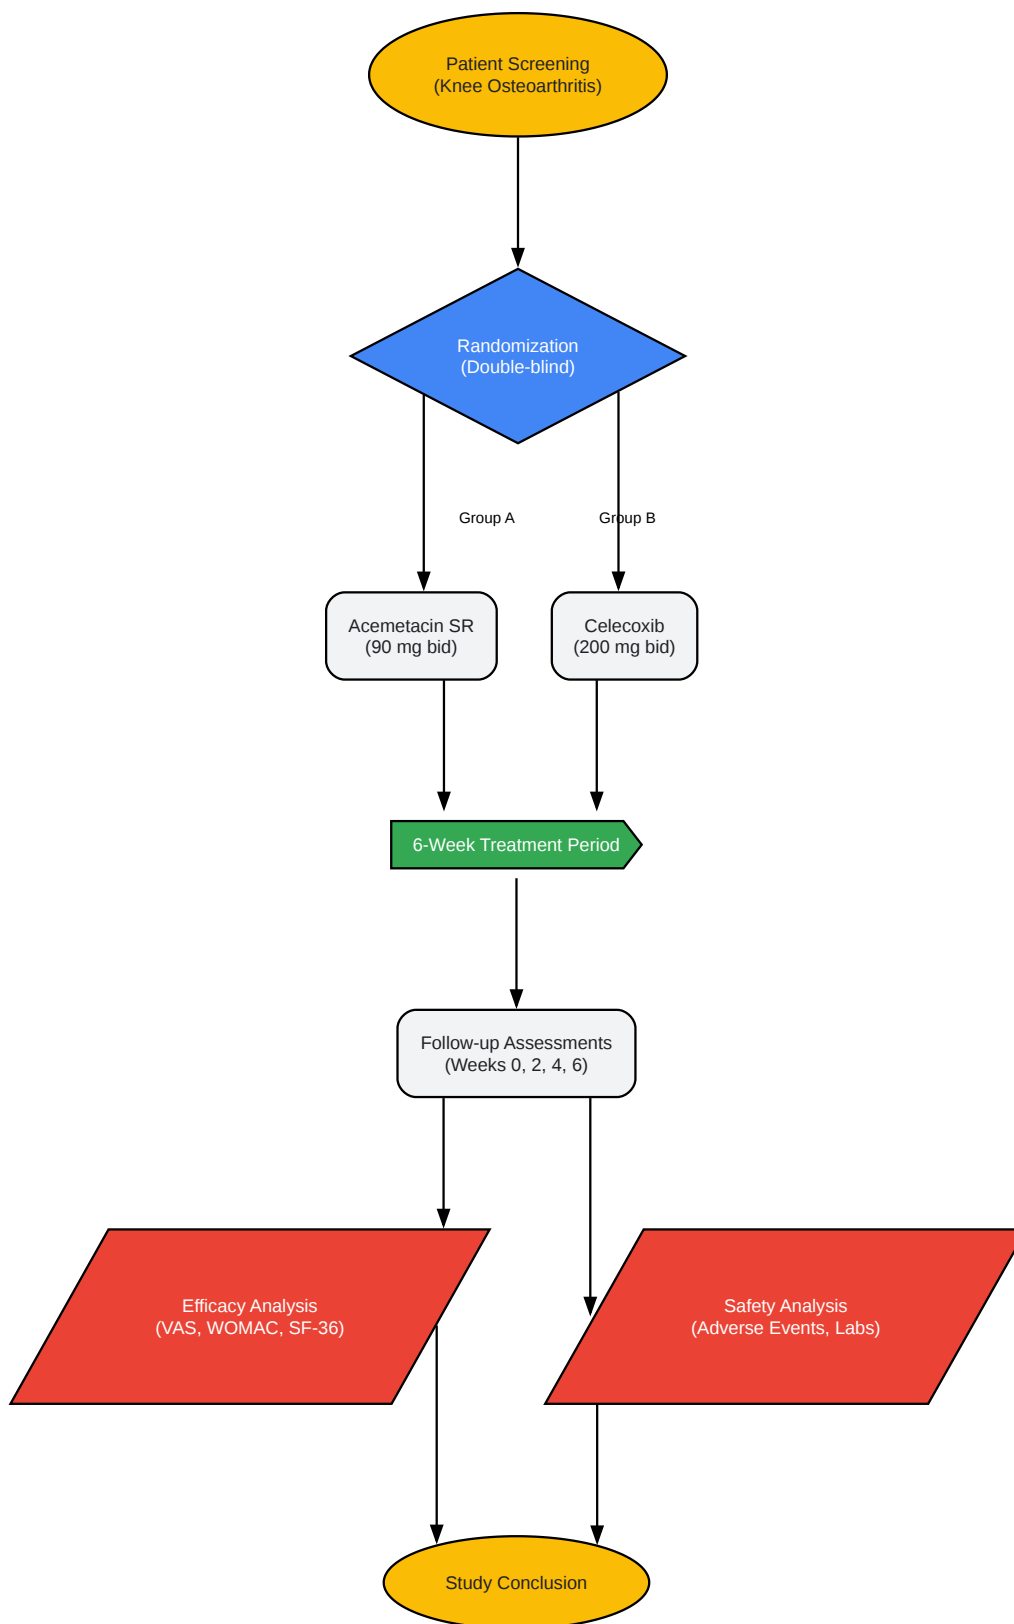 Patient Screening
(Knee Osteoarthritis)
Randomization
(Double-blind)
Group A
Group B
Acemetacin SR
(90 mg bid)
Celecoxib
(200 mg bid)
6-Week Treatment Period
Follow-up Assessments
(Weeks 0, 2, 4, 6)
Efficacy Analysis
(VAS, WOMAC, SF-36)
Safety Analysis
(Adverse Events, Labs)
Study Conclusion